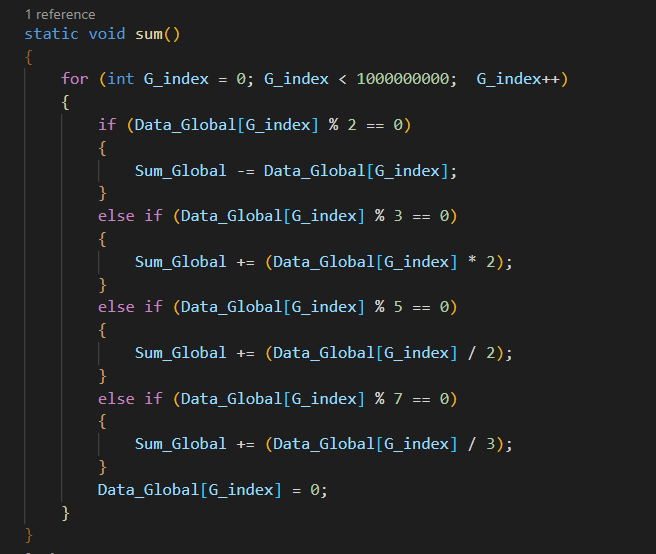 1 reference
static void sum()
{
for (int G_index = 0; G_index < 1000000000;  G_index++)
{
if (Data_Global[G_index] % 2 == 0)
{
Sum_Global -= Data_Global[G_index];
}
else if (Data_Global[G_index] % 3 == 0)
{
Sum_Global += (Data_Global[G_index] * 2);
}
else if (Data_Global[G_index] % 5 == 0)
{
Sum_Global += (Data_Global[G_index] / 2);
}
else if (Data_Global[G_index] % 7 == 0)
{
Sum_Global += (Data_Global[G_index] / 3);
}
Data_Global[G_index] = 0;
}
}